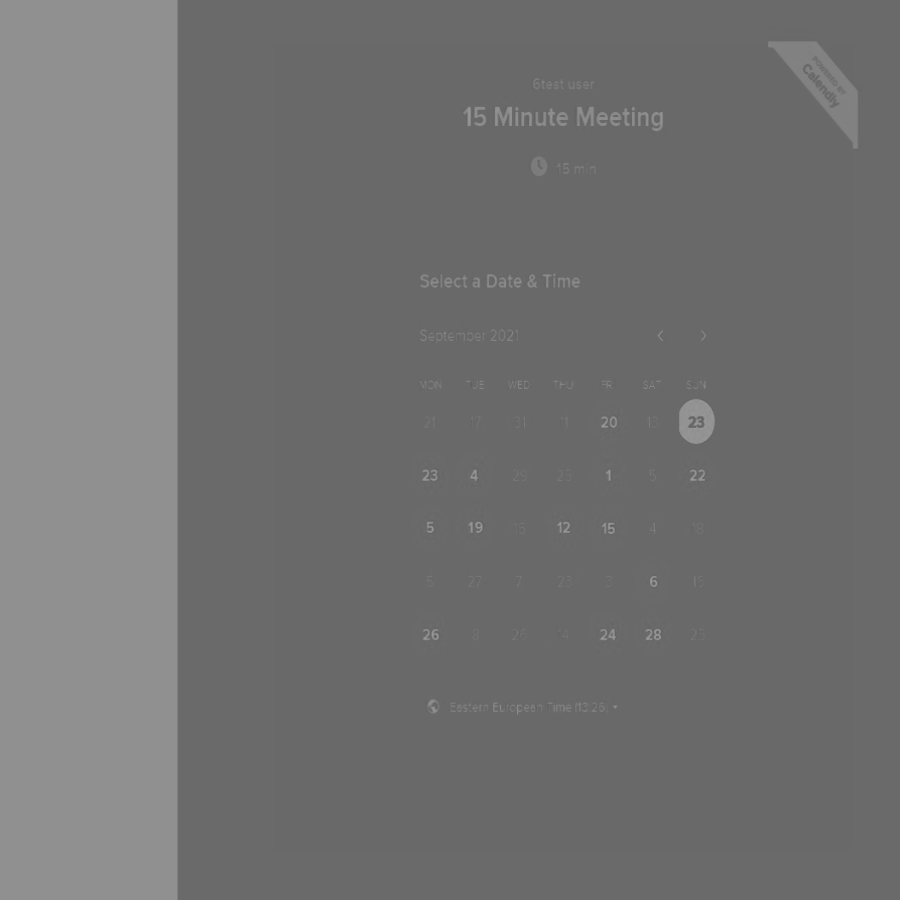 POWERED BY
Calendly
6test user
15 Minute Meeting
15 min
Select a Date & Time
September 2021
MON TUE WED THU FRI SAT SUN
21 17 31 11 20 13 23
23 4 29 23 1 5 22
5 19 15 12 15 4 18
5 27 7 23 3 6 15
26 8 26 14 24 28 25
Eastern European Time (13:26)